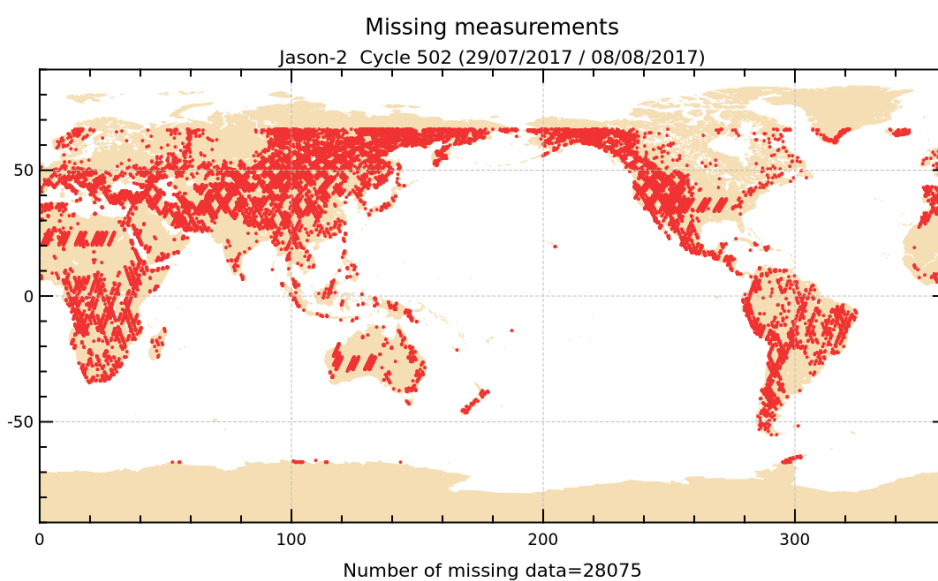 Missing measurements
Jason-2 Cycle 502 (29/07/2017 / 08/08/2017)
50
0
-50
0 100 200 300
Number of missing data=28075